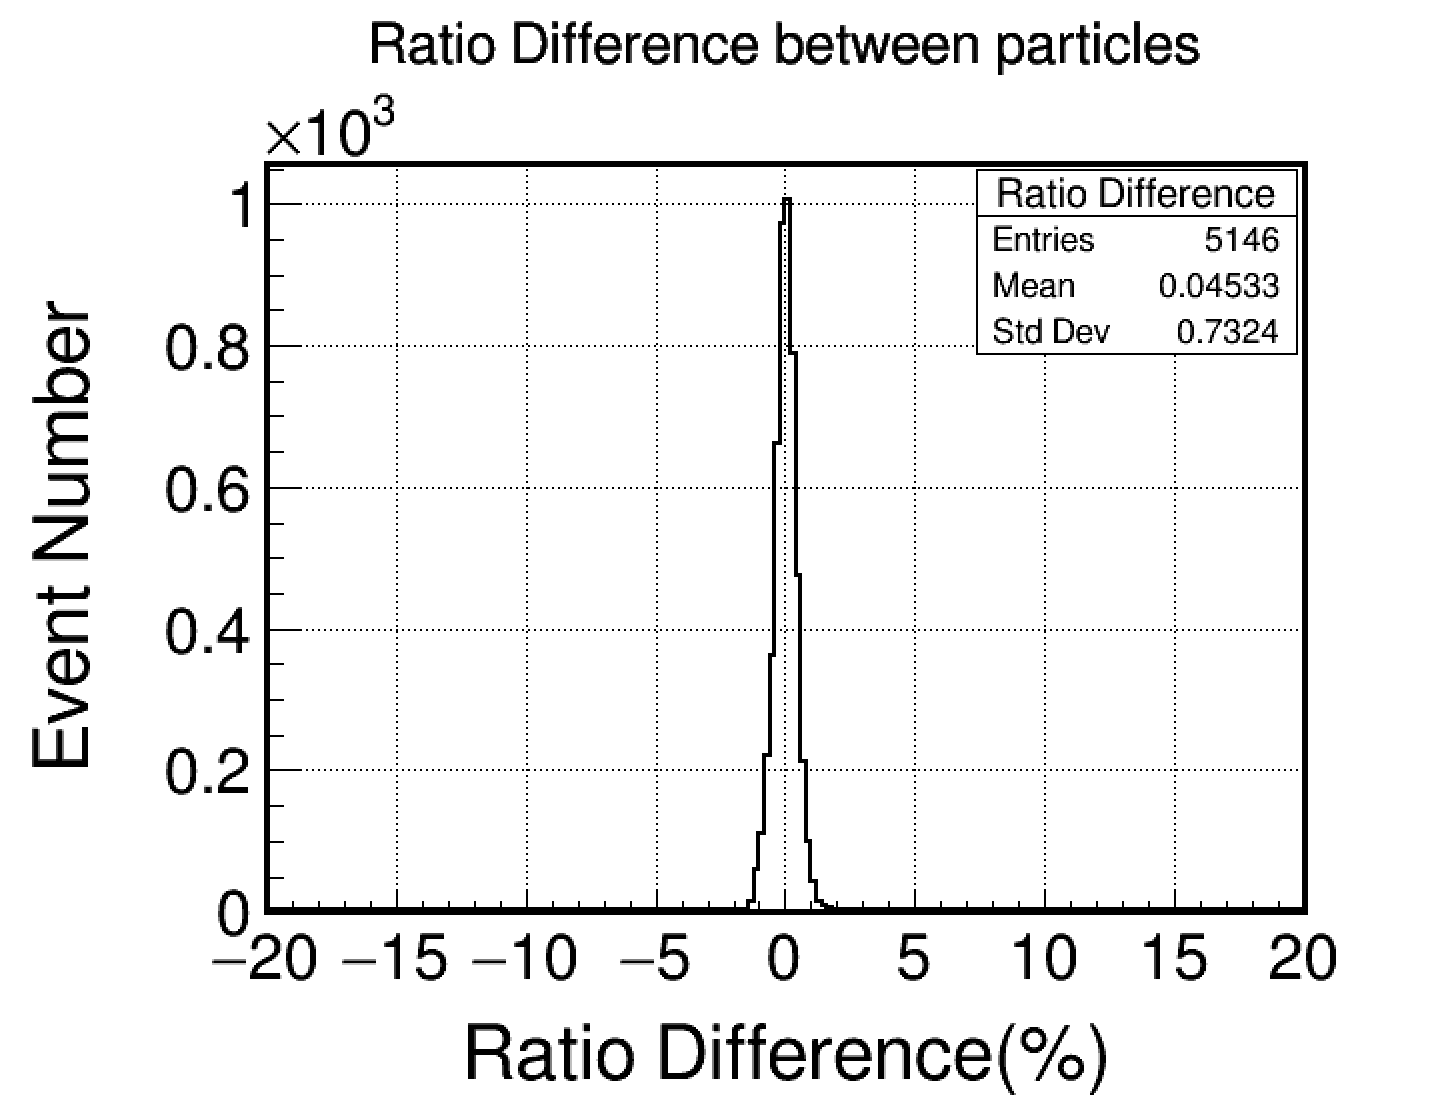 Ratio Difference between particles
×10³
Ratio Difference
Entries 5146
Mean 0.04533
Std Dev 0.7324
1
0.8
0.6
0.4
0.2
0
Event Number
−20 −15 −10 −5 0 5 10 15 20
Ratio Difference(%)